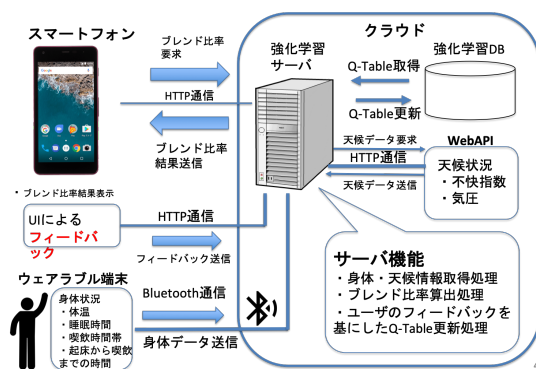 スマートフォン
ブレンド比率
要求
HTTP通信
ブレンド比率
結果送信
クラウド
強化学習
サーバ
Q-Table取得
Q-Table更新
強化学習DB
天候データ要求
HTTP通信
天候データ送信
WebAPI
天候状況
・不快指数
・気圧
* ブレンド比率結果表示
UIによる
フィードバ
ック
HTTP通信
フィードバック送信
サーバ機能
・身体・天候情報取得処理
・ブレンド比率算出処理
・ユーザのフィードバックを
基にしたQ-Table更新処理
ウェアラブル端末
身体状況
・体温
・睡眠時間
・喫飲時間帯
・起床から喫飲
までの時間
Bluetooth通信
身体データ送信